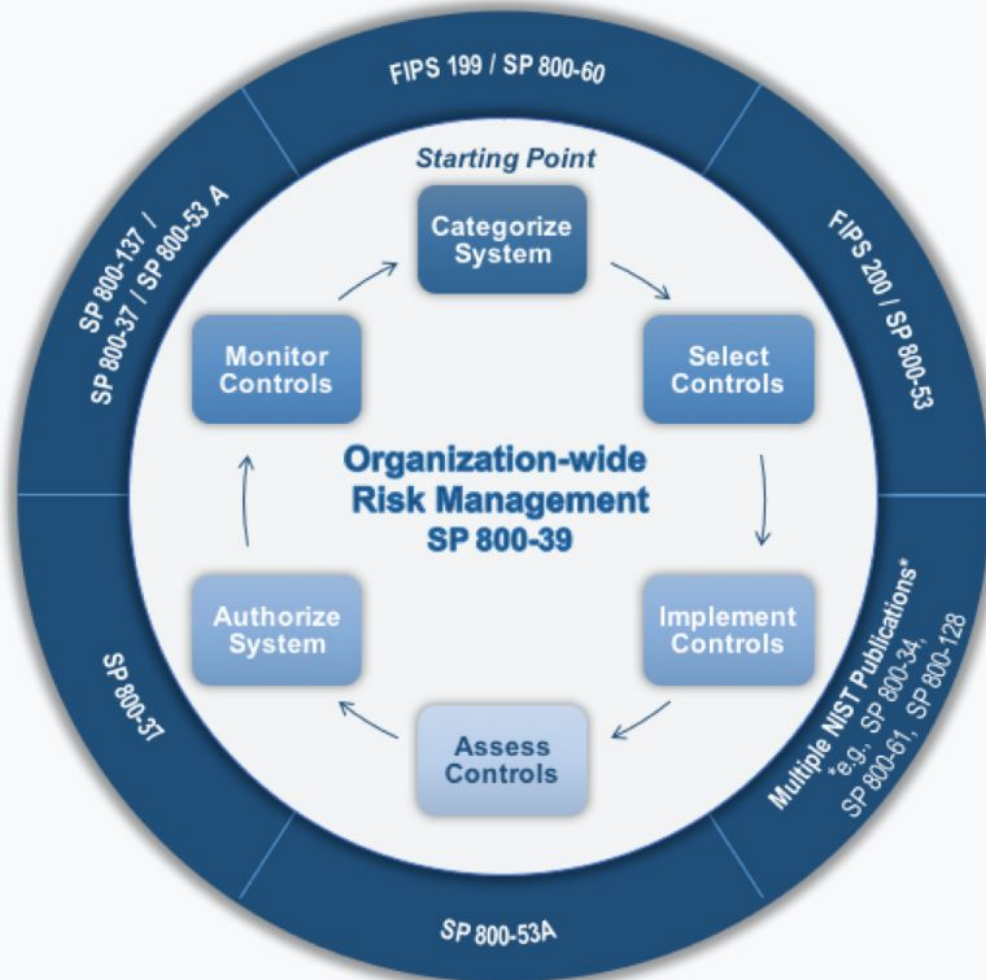 FIPS 199 / SP 800-60
Starting Point
Categorize
System
FIPS 200 / SP 800-53
Select
Controls
Multiple NIST Publications*
*e.g., SP 800-34,
SP 800-61, SP 800-128
Implement
Controls
SP 800-53A
Assess
Controls
SP 800-37
Authorize
System
SP 800-137 /
SP 800-37 / SP 800-53 A
Monitor
Controls
Organization-wide
Risk Management
SP 800-39